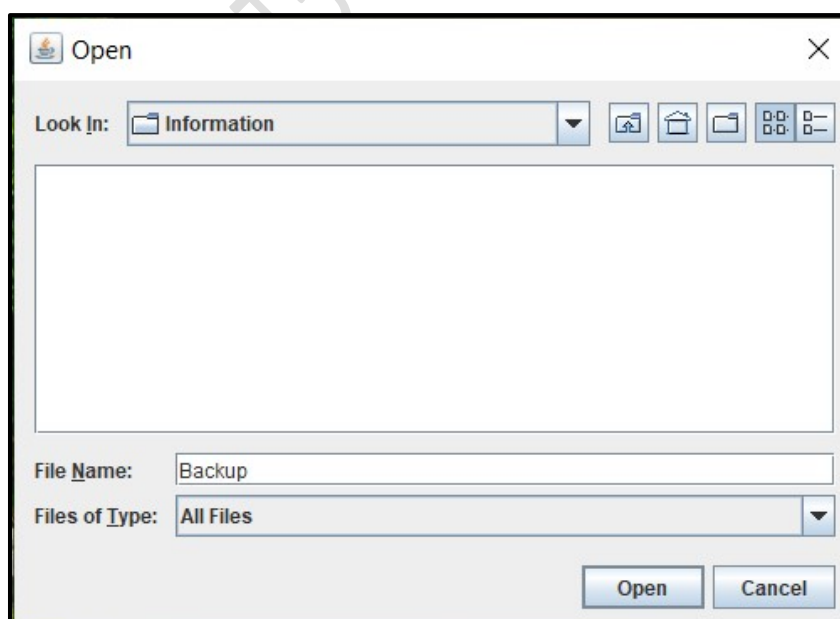 Open
Look In: Information
File Name: Backup
Files of Type: All Files
Open Cancel